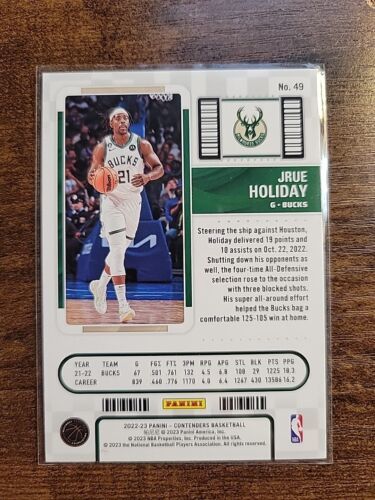 No. 49
MILWAUKEE BUCKS
JRUE
HOLIDAY
G - BUCKS
BUCKS
21
Steering the ship against Houston,
Holiday delivered 19 points and
10 assists on Oct. 22, 2022.
Shutting down his opponents as
well, the four-time All-Defensive
selection rose to the occasion
with three blocked shots.
His super all-around effort
helped the Bucks bag a
comfortable 125-105 win at home.
YEAR TEAM G FG% FT% 3PM RPG APG STL BLK PTS PPG
21-22 BUCKS 67 .501 .761 132 4.5 6.8 109 29 1225 18.3
CAREER 839 .460 .776 1170 4.0 6.4 1267 430 13586 16.2
PANINI
2022-23 PANINI - CONTENDERS BASKETBALL
© 2023 Panini America, Inc.
© 2023 NBA Properties, Inc. Produced in the USA.
© 2023 the National Basketball Players Association. All rights reserved.
NBA